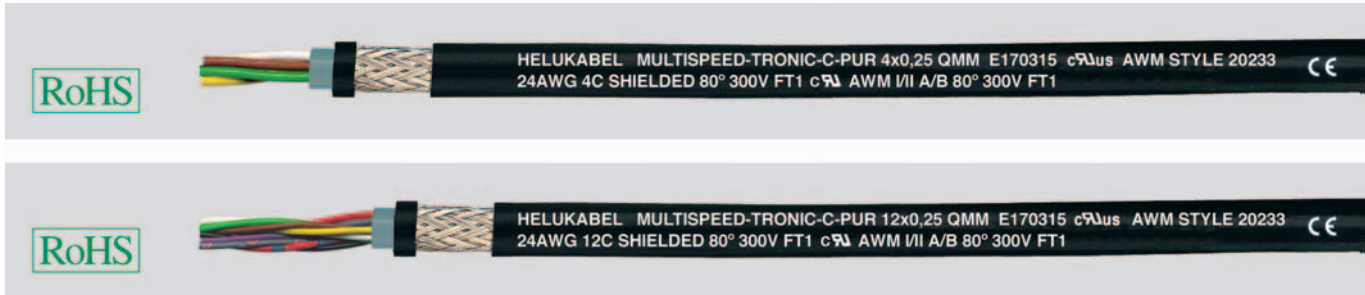 RoHS
HELUKABEL MULTISPEED-TRONIC-C-PUR 4x0,25 QMM E170315 cRUus AWM STYLE 20233
24AWG 4C SHIELDED 80° 300V FT1 cRU AWM I/II A/B 80° 300V FT1
CE
RoHS
HELUKABEL MULTISPEED-TRONIC-C-PUR 12x0,25 QMM E170315 cRUus AWM STYLE 20233
24AWG 12C SHIELDED 80° 300V FT1 cRU AWM I/II A/B 80° 300V FT1
CE